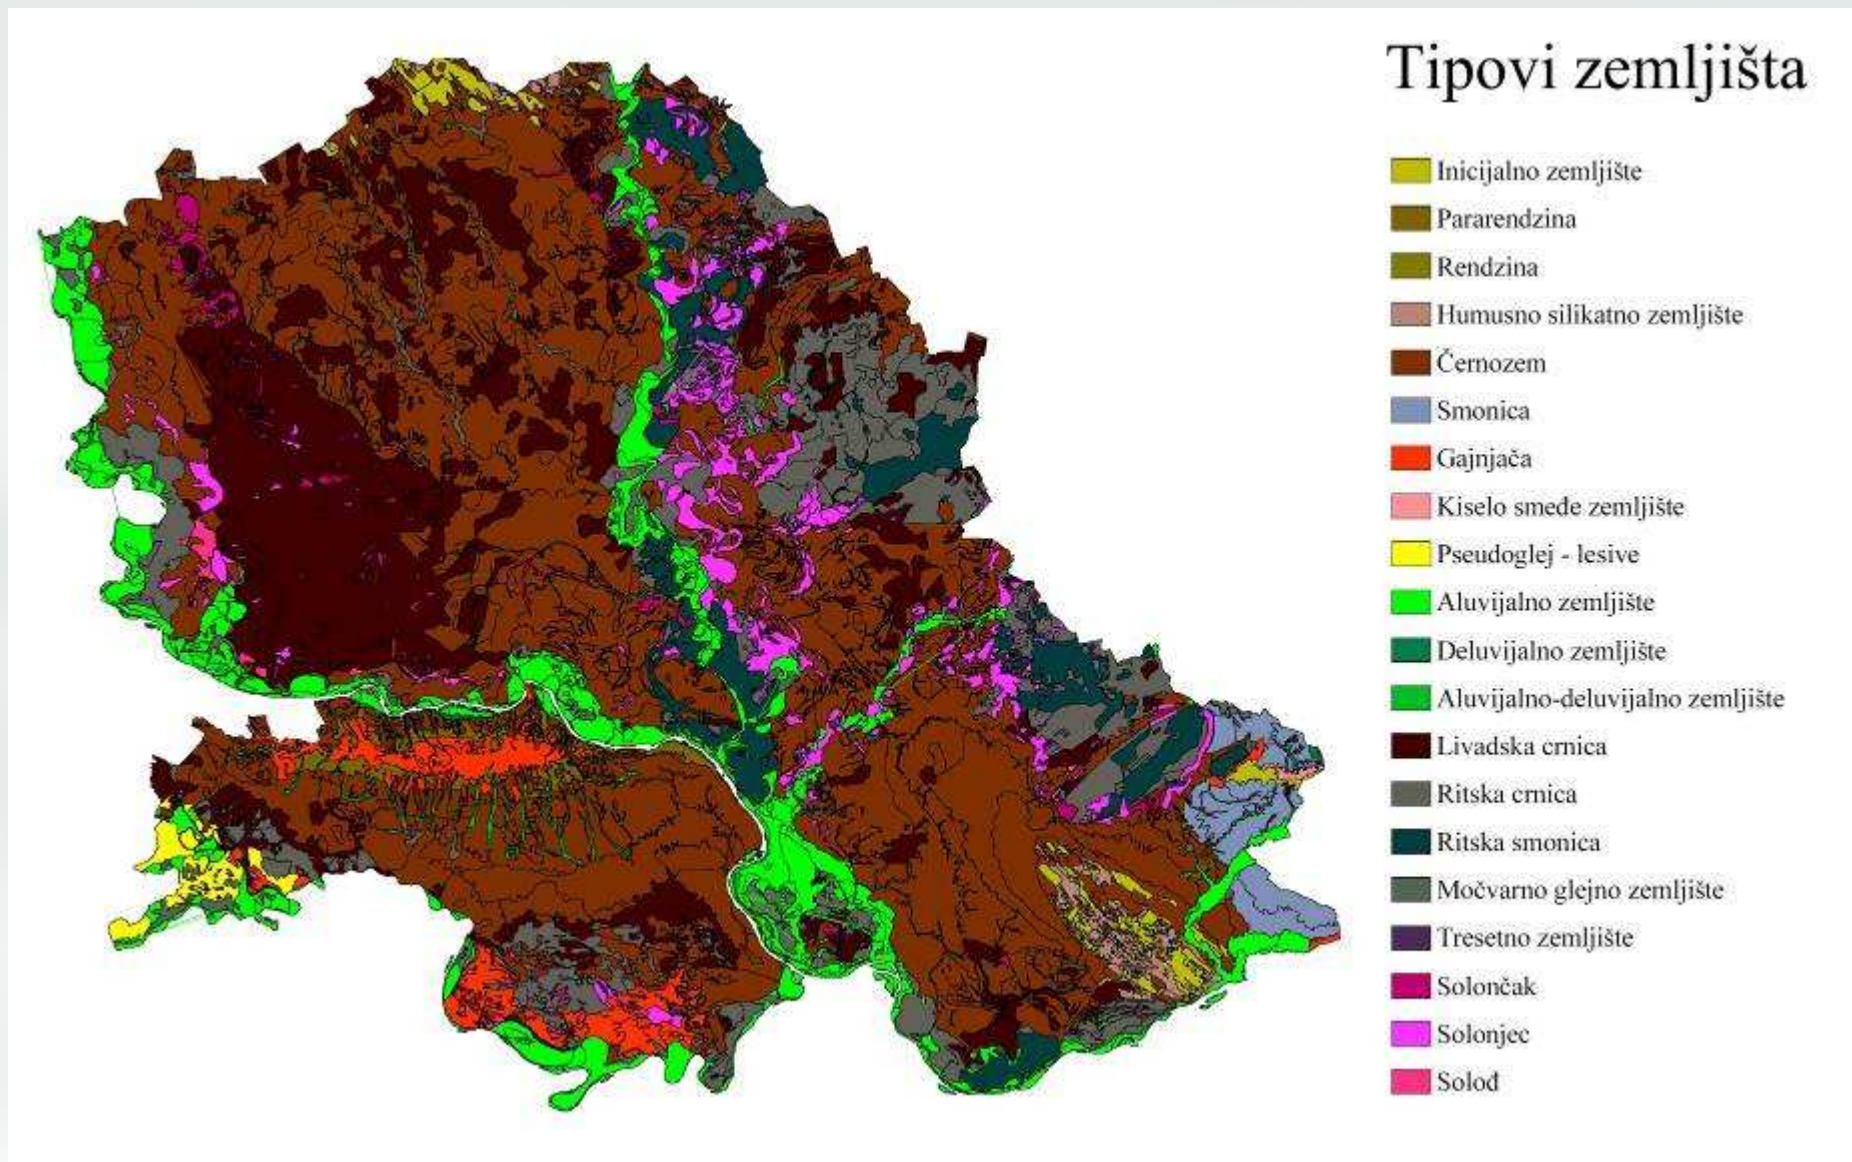 Tipovi zemljišta
Inicijalno zemljište
Pararendzina
Rendzina
Humusno silikatno zemljište
Černozem
Smonica
Gajnjača
Kiselo smeđe zemljište
Pseudoglej - lesive
Aluvijalno zemljište
Deluvijalno zemljište
Aluvijalno-deluvijalno zemljište
Livadska crnica
Ritska crnica
Ritska smonica
Močvarno glejno zemljište
Tresetno zemljište
Solončak
Solonjec
Solođ